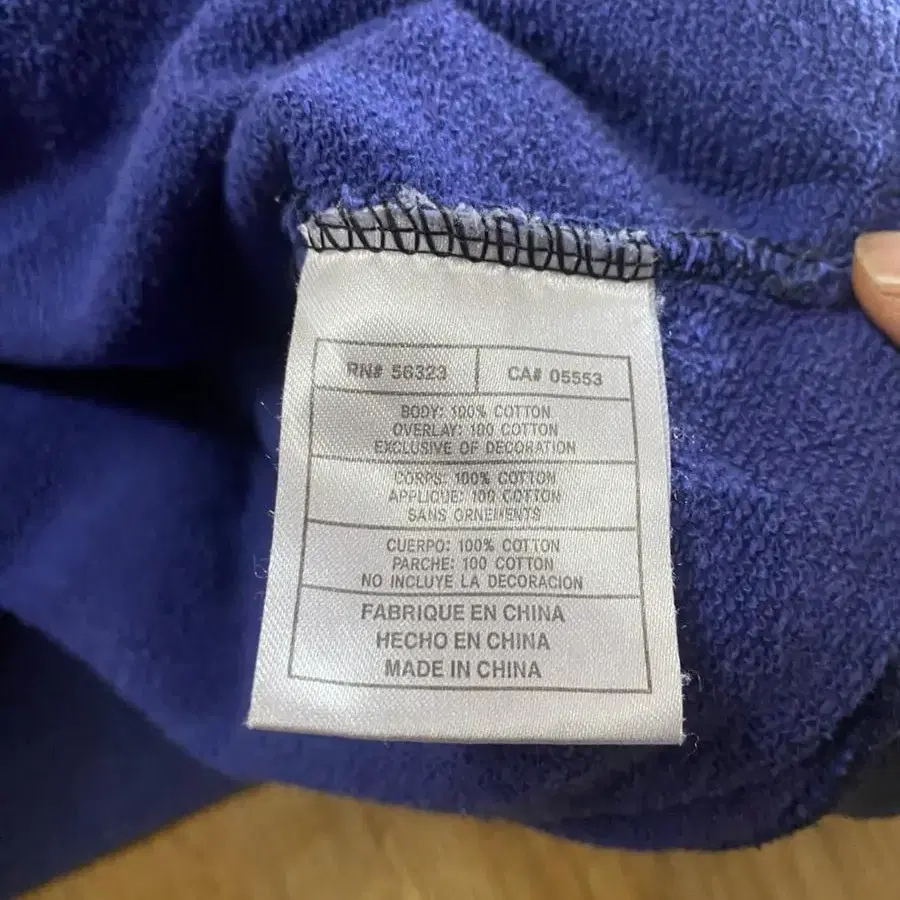 RN# 56323
CA# 05553
BODY: 100% COTTON
OVERLAY: 100 COTTON
EXCLUSIVE OF DECORATION
CORPS: 100% COTTON
APPLIQUE: 100 COTTON
SANS ORNEMENTS
CUERPO: 100% COTTON
PARCHE: 100 COTTON
NO INCLUYE LA DECORACION
FABRIQUE EN CHINA
HECHO EN CHINA
MADE IN CHINA